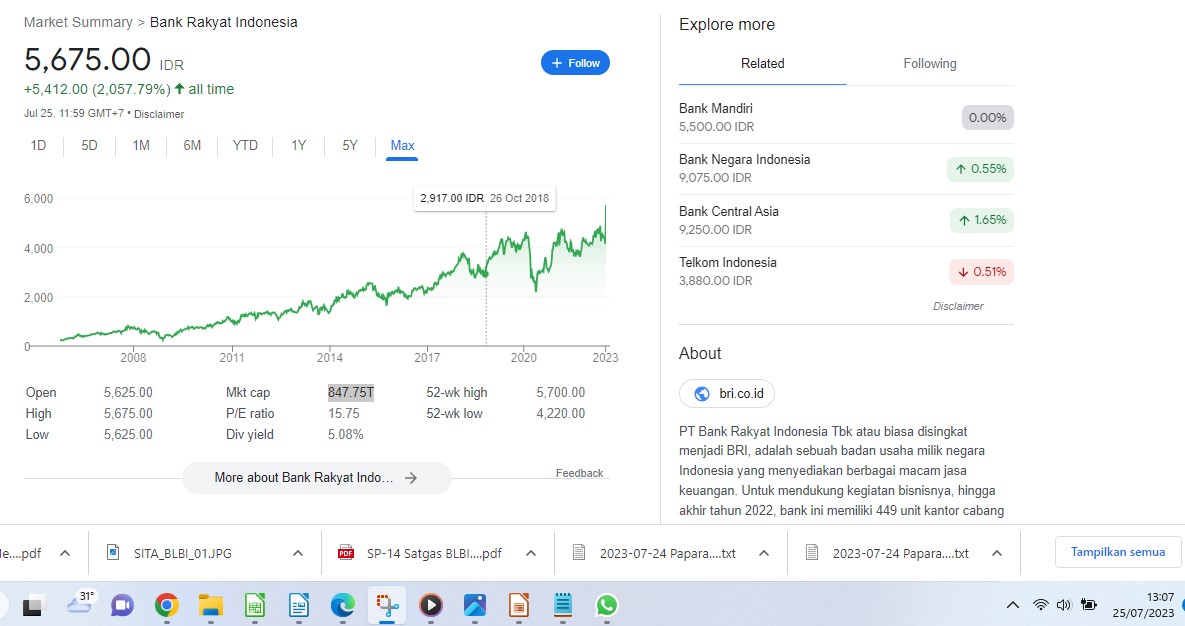 Market Summary > Bank Rakyat Indonesia
5,675.00 IDR
+ Follow
+5,412.00 (2,057.79%) ↑ all time
Jul 25, 11:59 GMT+7 • Disclaimer
1D 5D 1M 6M YTD 1Y 5Y Max
2,917.00 IDR 26 Oct 2018
6,000
4,000
2,000
0
2008 2011 2014 2017 2020 2023
Open 5,625.00 Mkt cap 847.75T 52-wk high 5,700.00
High 5,675.00 P/E ratio 15.75 52-wk low 4,220.00
Low 5,625.00 Div yield 5.08%
More about Bank Rakyat Indo… →
Feedback
Explore more
Related Following
Bank Mandiri
5,500.00 IDR
0.00%
Bank Negara Indonesia
9,075.00 IDR
↑ 0.55%
Bank Central Asia
9,250.00 IDR
↑ 1.65%
Telkom Indonesia
3,880.00 IDR
↓ 0.51%
Disclaimer
About
bri.co.id
PT Bank Rakyat Indonesia Tbk atau biasa disingkat
menjadi BRI, adalah sebuah badan usaha milik negara
Indonesia yang menyediakan berbagai macam jasa
keuangan. Untuk mendukung kegiatan bisnisnya, hingga
akhir tahun 2022, bank ini memiliki 449 unit kantor cabang
le....pdf SITA_BLBI_01.JPG SP-14 Satgas BLBI....pdf 2023-07-24 Papara....txt 2023-07-24 Papara....txt Tampilkan semua
PDF
31°
13:07
25/07/2023